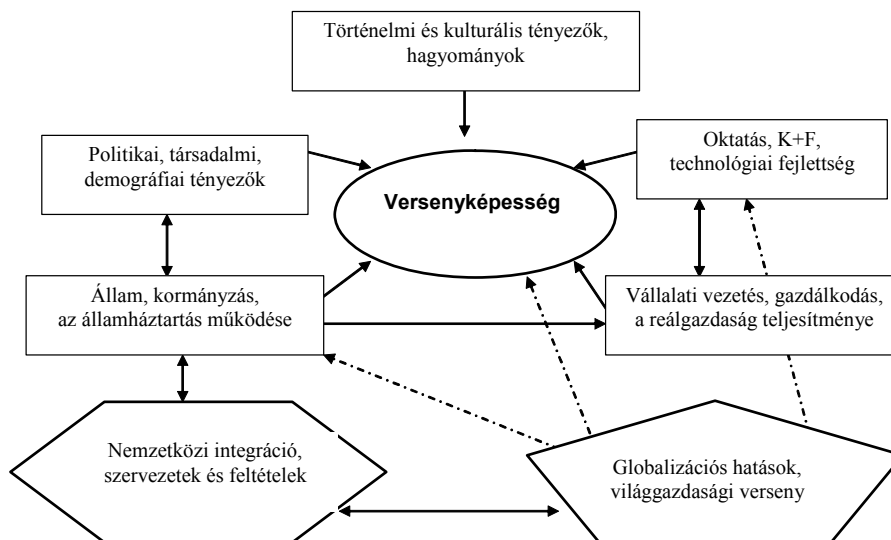 Történelmi és kulturális tényezők,
hagyományok
Politikai, társadalmi,
demográfiai tényezők
Versenyképesség
Oktatás, K+F,
technológiai fejlettség
Állam, kormányzás,
az államháztartás működése
Vállalati vezetés, gazdálkodás,
a reálgazdaság teljesítménye
Nemzetközi integráció,
szervezetek és feltételek
Globalizációs hatások,
világgazdasági verseny